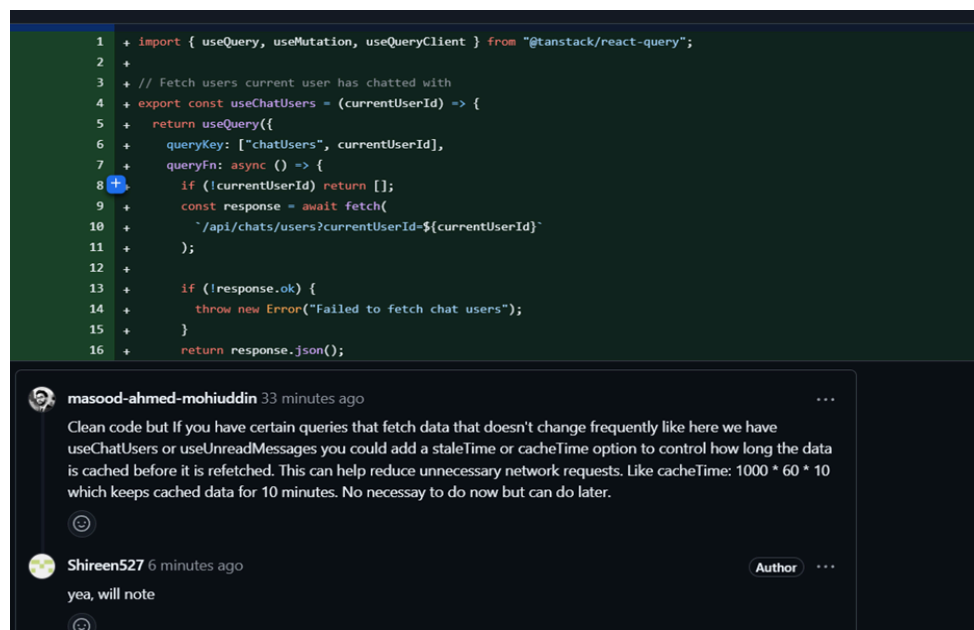 1 + import { useQuery, useMutation, useQueryClient } from "@tanstack/react-query";
2 +
3 + // Fetch users current user has chatted with
4 + export const useChatUsers = (currentUserId) => {
5 + return useQuery({
6 + queryKey: ["chatUsers", currentUserId],
7 + queryFn: async () => {
8 + if (!currentUserId) return [];
9 + const response = await fetch(
10 + `/api/chats/users?currentUserId=${currentUserId}`
11 + );
12 +
13 + if (!response.ok) {
14 + throw new Error("Failed to fetch chat users");
15 + }
16 + return response.json();
masood-ahmed-mohiuddin 33 minutes ago
Clean code but If you have certain queries that fetch data that doesn't change frequently like here we have
useChatUsers or useUnreadMessages you could add a staleTime or cacheTime option to control how long the data
is cached before it is refetched. This can help reduce unnecessary network requests. Like cacheTime: 1000 * 60 * 10
which keeps cached data for 10 minutes. No necessay to do now but can do later.
Shireen527 6 minutes ago Author
yea, will note